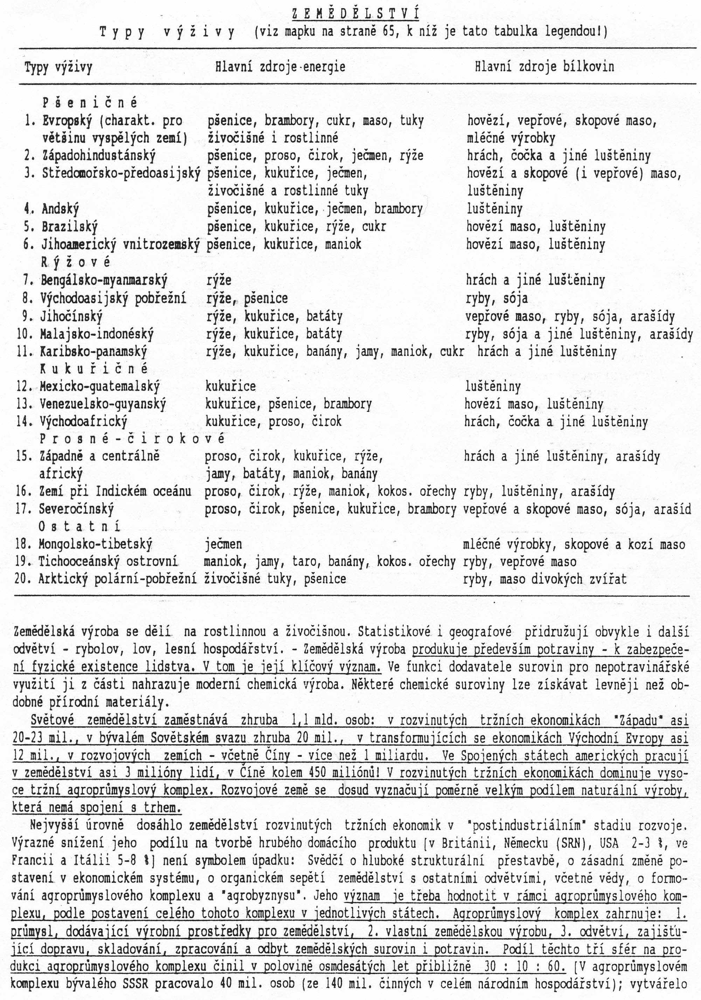 ZEMĚDĚLSTVÍ
Typy výživy (viz mapku na straně 65, k níž je tato tabulka legendou!)
Typy výživy Hlavní zdroje energie Hlavní zdroje bílkovin
Pšeničné
1. Evropský (charakt. pro pšenice, brambory, cukr, maso, tuky hovězí, vepřové, skopové maso,
většinu vyspělých zemí) živočišné i rostlinné mléčné výrobky
2. Západohindustánský pšenice, proso, čirok, ječmen, rýže hrách, čočka a jiné luštěniny
3. Středomořsko-předoasijský pšenice, kukuřice, ječmen, hovězí a skopové (i vepřové) maso,
živočišné a rostlinné tuky luštěniny
4. Andský pšenice, kukuřice, ječmen, brambory luštěniny
5. Brazilský pšenice, kukuřice, rýže, cukr hovězí maso, luštěniny
6. Jihoamerický vnitrozemský pšenice, kukuřice, maniok hovězí maso, luštěniny
Rýžové
7. Bengálsko-myanmarský rýže hrách a jiné luštěniny
8. Východoasijský pobřežní rýže, pšenice ryby, sója
9. Jihočínský rýže, kukuřice, batáty vepřové maso, ryby, sója, arašídy
10. Malajsko-indonéský rýže, kukuřice, batáty ryby, sója a jiné luštěniny, arašídy
11. Karibsko-panamský rýže, kukuřice, banány, jamy, maniok, cukr hrách a jiné luštěniny
Kukuřičné
12. Mexicko-guatemalský kukuřice luštěniny
13. Venezuelsko-guyanský kukuřice, pšenice, brambory hovězí maso, luštěniny
14. Východoafrický kukuřice, proso, čirok hrách, čočka a jiné luštěniny
Prosné-čirokové
15. Západně a centrálně proso, čirok, kukuřice, rýže, hrách a jiné luštěniny, arašídy
africký jamy, batáty, maniok, banány
16. Zemí při Indickém oceánu proso, čirok, rýže, maniok, kokos. ořechy ryby, luštěniny, arašídy
17. Severočínský proso, čirok, pšenice, kukuřice, brambory vepřové a skopové maso, sója, arašíd
Ostatní
18. Mongolsko-tibetský ječmen mléčné výrobky, skopové a kozí maso
19. Tichooceánský ostrovní maniok, jamy, taro, banány, kokos. ořechy ryby, vepřové maso
20. Arktický polární-pobřežní živočišné tuky, pšenice ryby, maso divokých zvířat
Zemědělská výroba se dělí na rostlinnou a živočišnou. Statistikové i geografové přidružují obvykle i další
odvětví - rybolov, lov, lesní hospodářství. - Zemědělská výroba produkuje především potraviny - k zabezpeče-
ní fyzické existence lidstva. V tom je její klíčový význam. Ve funkci dodavatele surovin pro nepotravinářské
využití ji z části nahrazuje moderní chemická výroba. Některé chemické suroviny lze získávat levněji než ob-
dobné přírodní materiály.
Světové zemědělství zaměstnává zhruba 1,1 mld. osob: v rozvinutých tržních ekonomikách "Západu" asi
20-23 mil., v bývalém Sovětském svazu zhruba 20 mil., v transformujících se ekonomikách Východní Evropy asi
12 mil., v rozvojových zemích - včetně Číny - více než 1 miliardu. Ve Spojených státech amerických pracují
v zemědělství asi 3 milióny lidí, v Číně kolem 450 miliónů! V rozvinutých tržních ekonomikách dominuje vyso-
ce tržní agroprůmyslový komplex. Rozvojové země se dosud vyznačují poměrně velkým podílem naturální výroby,
která nemá spojení s trhem.
Nejvyšší úrovně dosáhlo zemědělství rozvinutých tržních ekonomik v "postindustriálním" stadiu rozvoje.
Výrazné snížení jeho podílu na tvorbě hrubého domácího produktu [v Británii, Německu (SRN), USA 2-3 %, ve
Francii a Itálii 5-8 %] není symbolem úpadku: Svědčí o hluboké strukturální přestavbě, o zásadní změně po-
stavení v ekonomickém systému, o organickém sepětí zemědělství s ostatními odvětvími, včetně vědy, o formo-
vání agroprůmyslového komplexu a "agrobyznysu". Jeho význam je třeba hodnotit v rámci agroprůmyslového kom-
plexu, podle postavení celého tohoto komplexu v jednotlivých státech. Agroprůmyslový komplex zahrnuje: 1.
průmysl, dodávající výrobní prostředky pro zemědělství, 2. vlastní zemědělskou výrobu, 3. odvětví, zajišťu-
jící dopravu, skladování, zpracování a odbyt zemědělských surovin i potravin. Podíl těchto tří sfér na pro-
dukci agroprůmyslového komplexu činil v polovině osmdesátých let přibližně 30 : 10 : 60. [V agroprůmyslovém
komplexu bývalého SSSR pracovalo 40 mil. osob (ze 140 mil. činných v celém národním hospodářství); vytvářelo